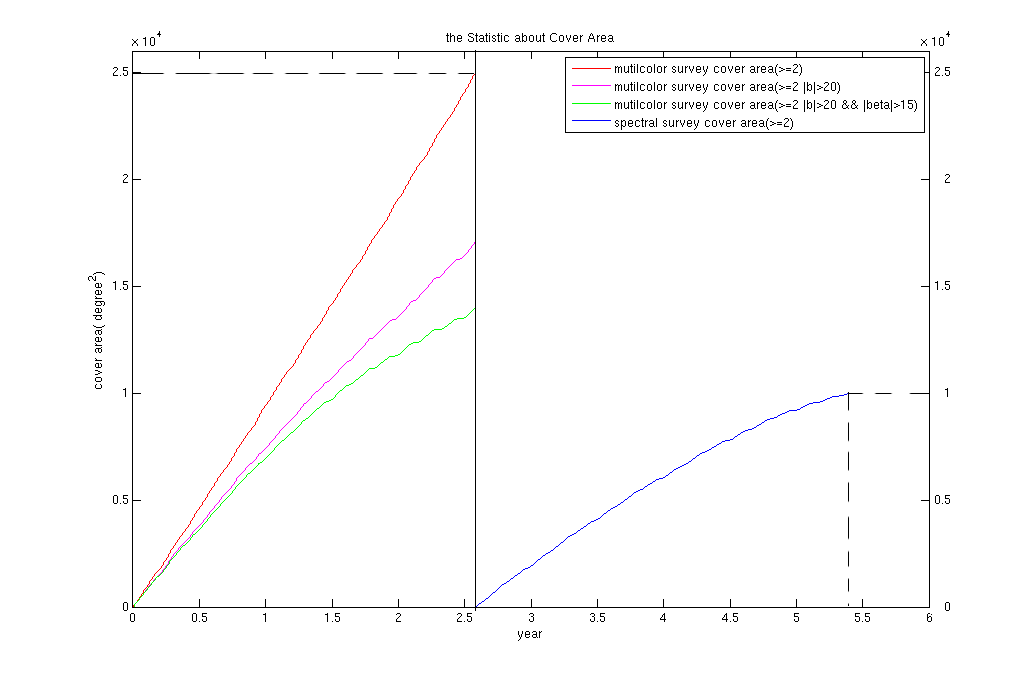 the Statistic about Cover Area
×10⁴
×10⁴
mutilcolor survey cover area(>=2)
mutilcolor survey cover area(>=2 |b|>20)
mutilcolor survey cover area(>=2 |b|>20 && |beta|>15)
spectral survey cover area(>=2)
2.5
2
1.5
1
0.5
0
cover area( degree²)
2.5
2
1.5
1
0.5
0
0 0.5 1 1.5 2 2.5 3 3.5 4 4.5 5 5.5 6
year